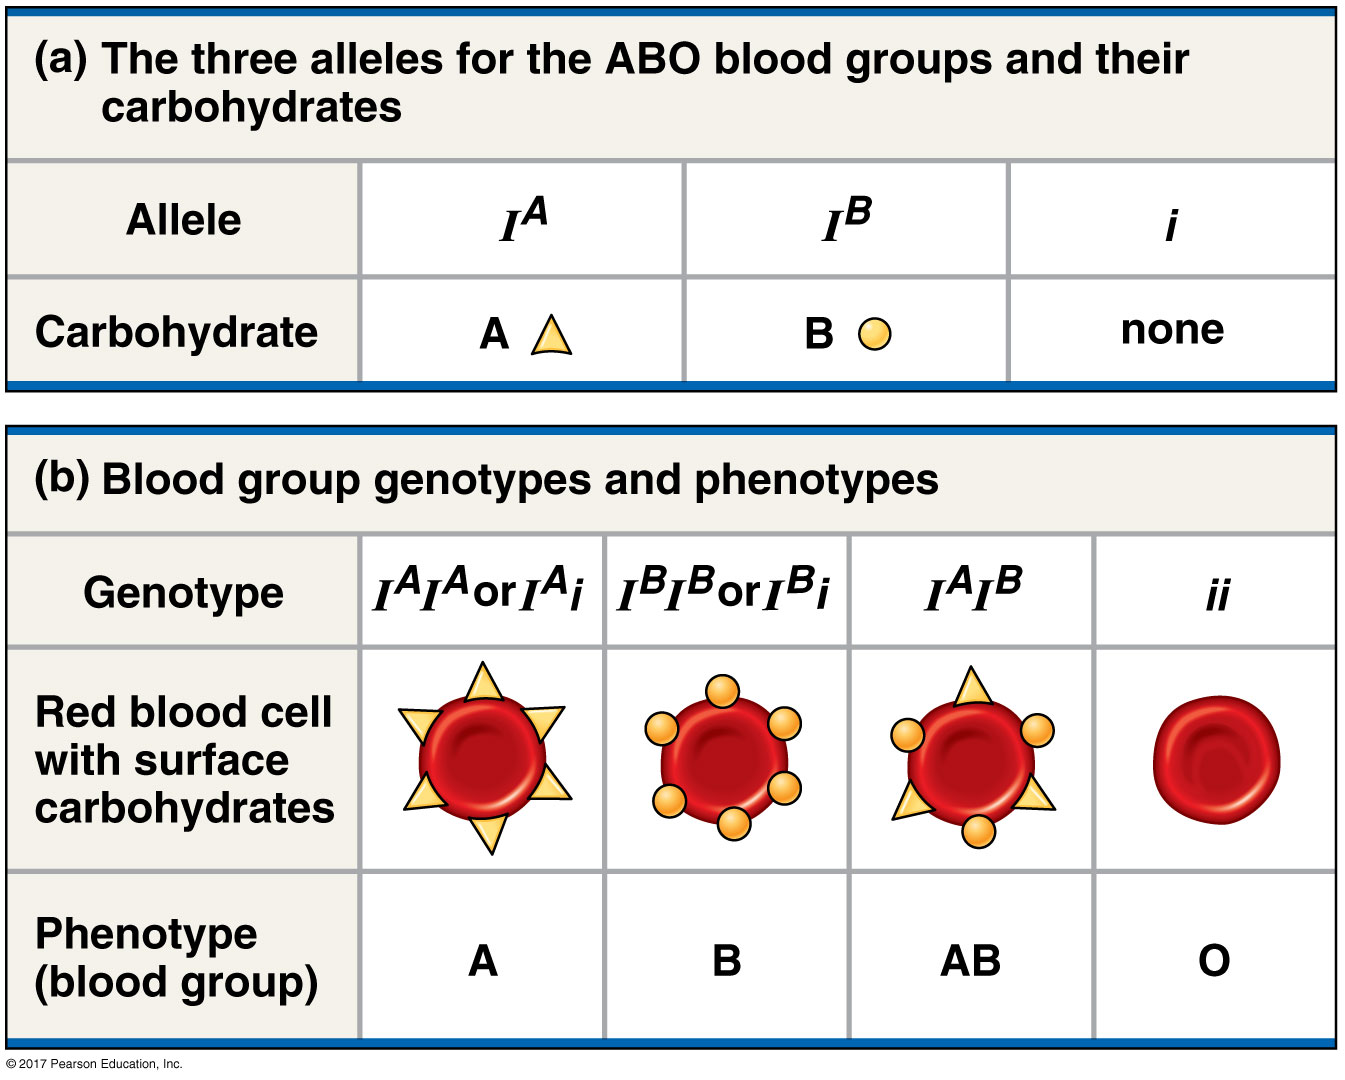 (a) The three alleles for the ABO blood groups and their
carbohydrates
Allele
I^A
I^B
i
Carbohydrate
A
B
none
(b) Blood group genotypes and phenotypes
Genotype
I^A I^A or I^A i
I^B I^B or I^B i
I^A I^B
ii
Red blood cell
with surface
carbohydrates
Phenotype
(blood group)
A
B
AB
O
© 2017 Pearson Education, Inc.